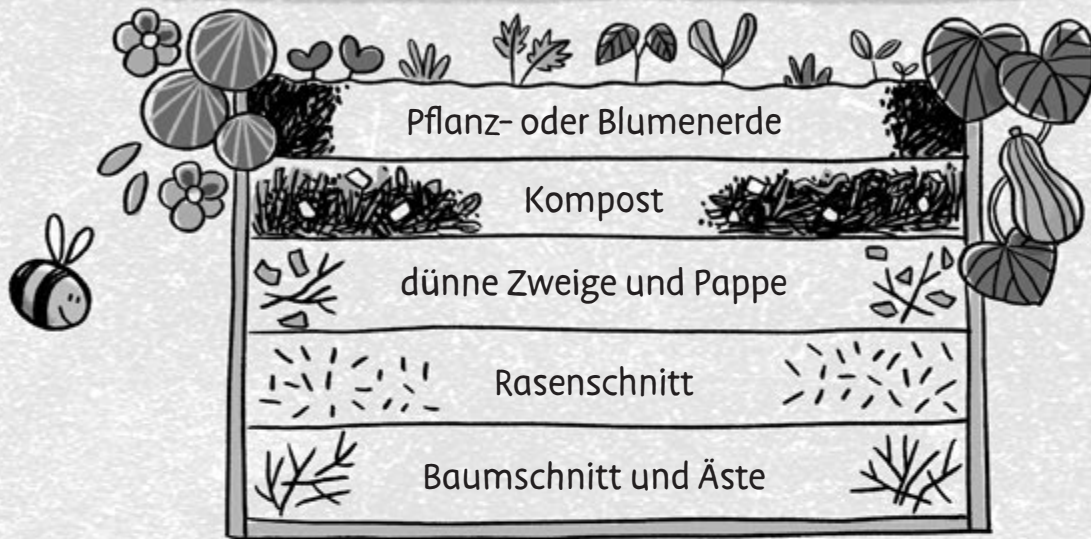 Pflanz- oder Blumenerde
Kompost
dünne Zweige und Pappe
Rasenschnitt
Baumschnitt und Äste